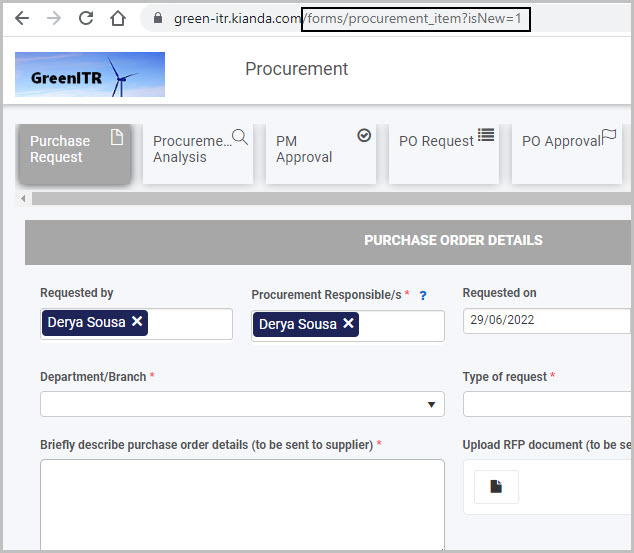 green-itr.kianda.com/forms/procurement_item?isNew=1
GreenITR
Procurement
Purchase Request
Procureme... Analysis
PM Approval
PO Request
PO Approval
PURCHASE ORDER DETAILS
Requested by
Procurement Responsible/s * ?
Requested on
Derya Sousa ×
Derya Sousa ×
29/06/2022
Department/Branch *
Type of request *
Briefly describe purchase order details (to be sent to supplier) *
Upload RFP document (to be se